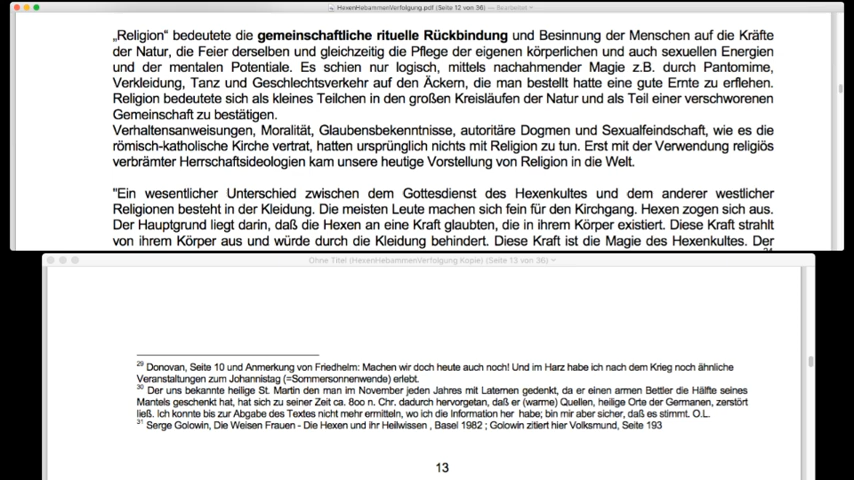 HexenHebammenVerfolgung.pdf (Seite 12 von 36) — Bearbeitet
„Religion“ bedeutete die gemeinschaftliche rituelle Rückbindung und Besinnung der Menschen auf die Kräfte
der Natur, die Feier derselben und gleichzeitig die Pflege der eigenen körperlichen und auch sexuellen Energien
und der mentalen Potentiale. Es schien nur logisch, mittels nachahmender Magie z.B. durch Pantomime,
Verkleidung, Tanz und Geschlechtsverkehr auf den Äckern, die man bestellt hatte eine gute Ernte zu erflehen.
Religion bedeutete sich als kleines Teilchen in den großen Kreisläufen der Natur und als Teil einer verschworenen
Gemeinschaft zu bestätigen.
Verhaltensanweisungen, Moralität, Glaubensbekenntnisse, autoritäre Dogmen und Sexualfeindschaft, wie es die
römisch-katholische Kirche vertrat, hatten ursprünglich nichts mit Religion zu tun. Erst mit der Verwendung religiös
verbrämter Herrschaftsideologien kam unsere heutige Vorstellung von Religion in die Welt.
"Ein wesentlicher Unterschied zwischen dem Gottesdienst des Hexenkultes und dem anderer westlicher
Religionen besteht in der Kleidung. Die meisten Leute machen sich fein für den Kirchgang. Hexen zogen sich aus.
Der Hauptgrund liegt darin, daß die Hexen an eine Kraft glaubten, die in ihrem Körper existiert. Diese Kraft strahlt
von ihrem Körper aus und würde durch die Kleidung behindert. Diese Kraft ist die Magie des Hexenkultes. Der
Ohne Titel (HexenHebammenVerfolgung Kopie) (Seite 13 von 36)
29 Donovan, Seite 10 und Anmerkung von Friedhelm: Machen wir doch heute auch noch! Und im Harz habe ich nach dem Krieg noch ähnliche
Veranstaltungen zum Johannistag (=Sommersonnenwende) erlebt.
30 Der uns bekannte heilige St. Martin den man im November jeden Jahres mit Laternen gedenkt, da er einen armen Bettler die Hälfte seines
Mantels geschenkt hat, hat sich zu seiner Zeit ca. 8oo n. Chr. dadurch hervorgetan, daß er (warme) Quellen, heilige Orte der Germanen, zerstört
ließ. Ich konnte bis zur Abgabe des Textes nicht mehr ermitteln, wo ich die Information her habe; bin mir aber sicher, daß es stimmt. O.L.
31 Serge Golowin, Die Weisen Frauen - Die Hexen und ihr Heilwissen , Basel 1982 ; Golowin zitiert hier Volksmund, Seite 193
13